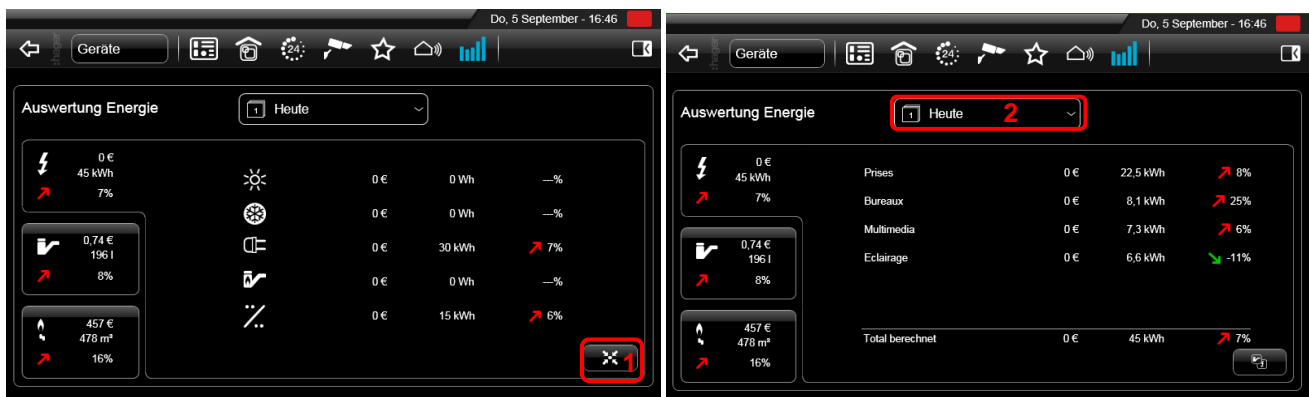 Do, 5 September - 16:46
:hager
Geräte
24
Auswertung Energie
1 Heute
0 €
45 kWh
7%
0 € 0 Wh ---%
0 € 0 Wh ---%
0 € 30 kWh 7%
0 € 0 Wh ---%
0 € 15 kWh 6%
0,74 €
196 l
8%
457 €
478 m³
16%
1
Do, 5 September - 16:46
:hager
Geräte
24
Auswertung Energie
1 Heute 2
0 €
45 kWh
7%
Prises 0 € 22,5 kWh 8%
Bureaux 0 € 8,1 kWh 25%
Multimedia 0 € 7,3 kWh 6%
Eclairage 0 € 6,6 kWh -11%
0,74 €
196 l
8%
457 €
478 m³
16%
Total berechnet 0 € 45 kWh 7%